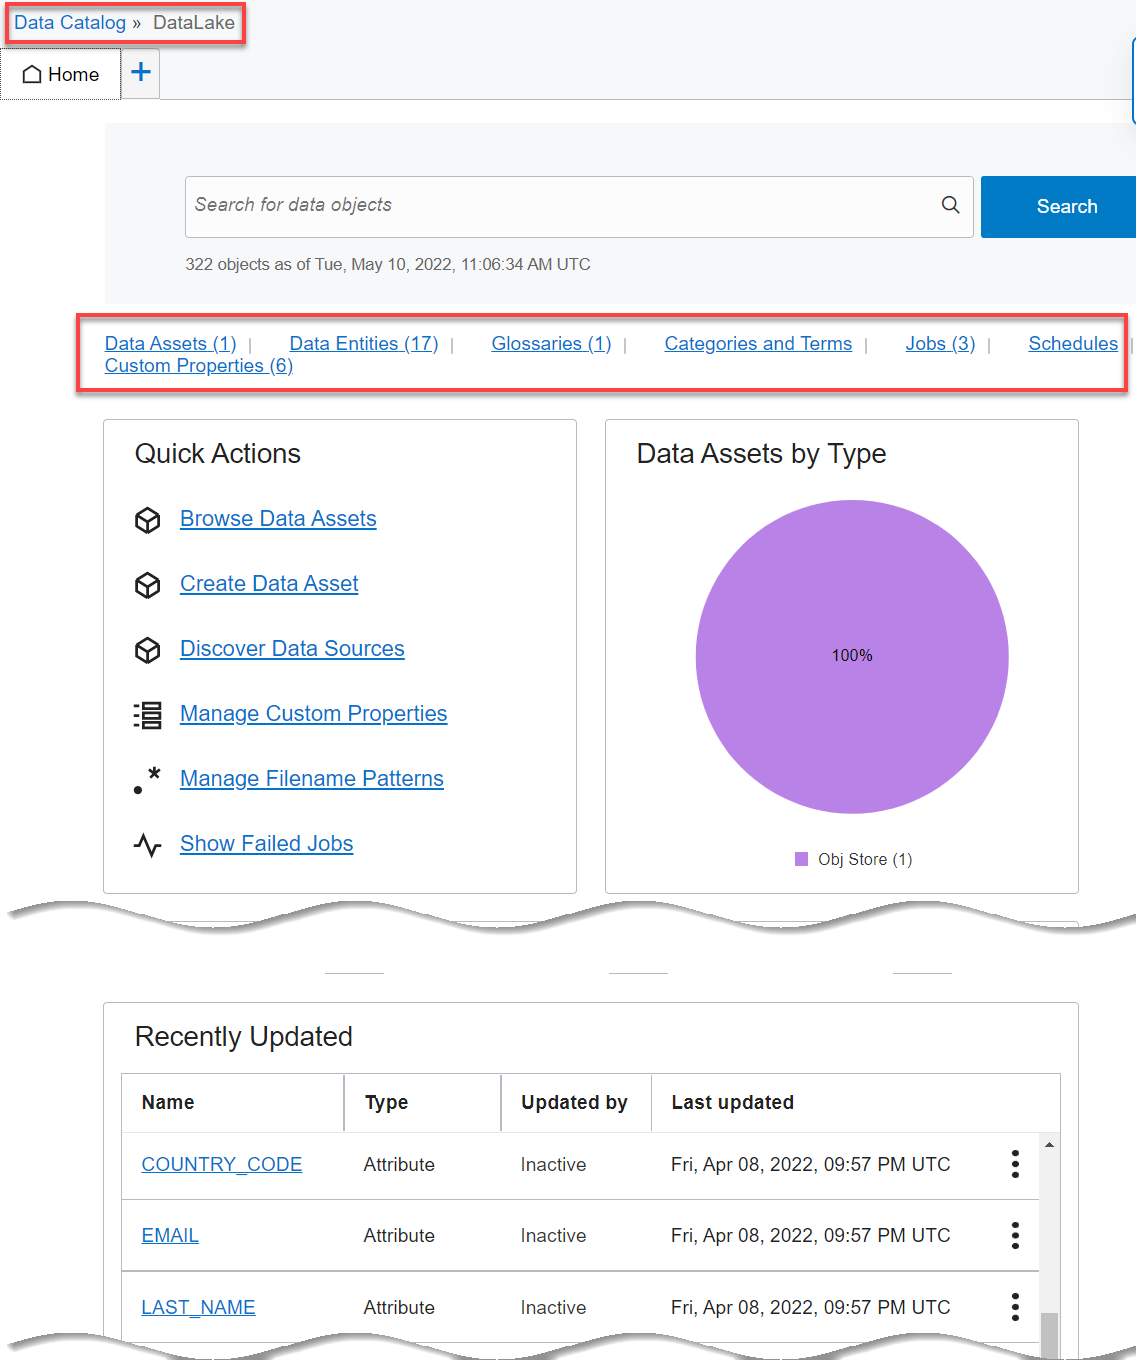 Data Catalog » DataLake
Home +
Search for data objects
Search
322 objects as of Tue, May 10, 2022, 11:06:34 AM UTC
Data Assets (1) | Data Entities (17) | Glossaries (1) | Categories and Terms | Jobs (3) | Schedules |
Custom Properties (6)
Quick Actions
Browse Data Assets
Create Data Asset
Discover Data Sources
Manage Custom Properties
Manage Filename Patterns
Show Failed Jobs
Data Assets by Type
100%
Obj Store (1)
Recently Updated
Name Type Updated by Last updated
COUNTRY_CODE Attribute Inactive Fri, Apr 08, 2022, 09:57 PM UTC
EMAIL Attribute Inactive Fri, Apr 08, 2022, 09:57 PM UTC
LAST_NAME Attribute Inactive Fri, Apr 08, 2022, 09:57 PM UTC